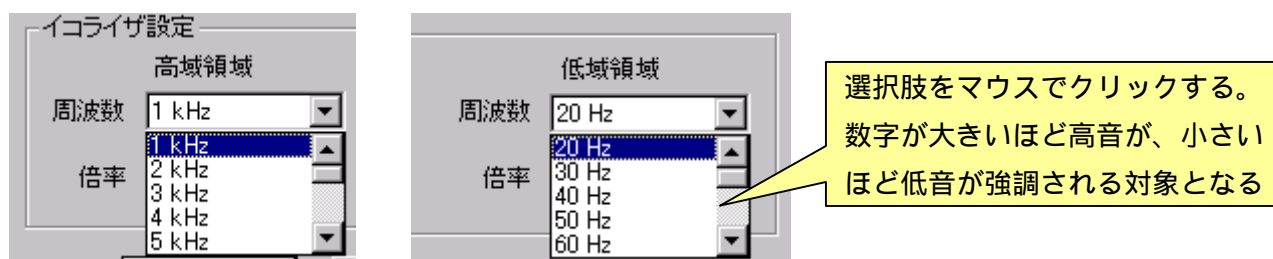 イコライザ設定
高域領域
周波数 1 kHz
1 kHz
2 kHz
倍率
3 kHz
4 kHz
5 kHz
低域領域
周波数 20 Hz
20 Hz
30 Hz
倍率
40 Hz
50 Hz
60 Hz
選択肢をマウスでクリックする。
数字が大きいほど高音が、小さい
ほど低音が強調される対象となる